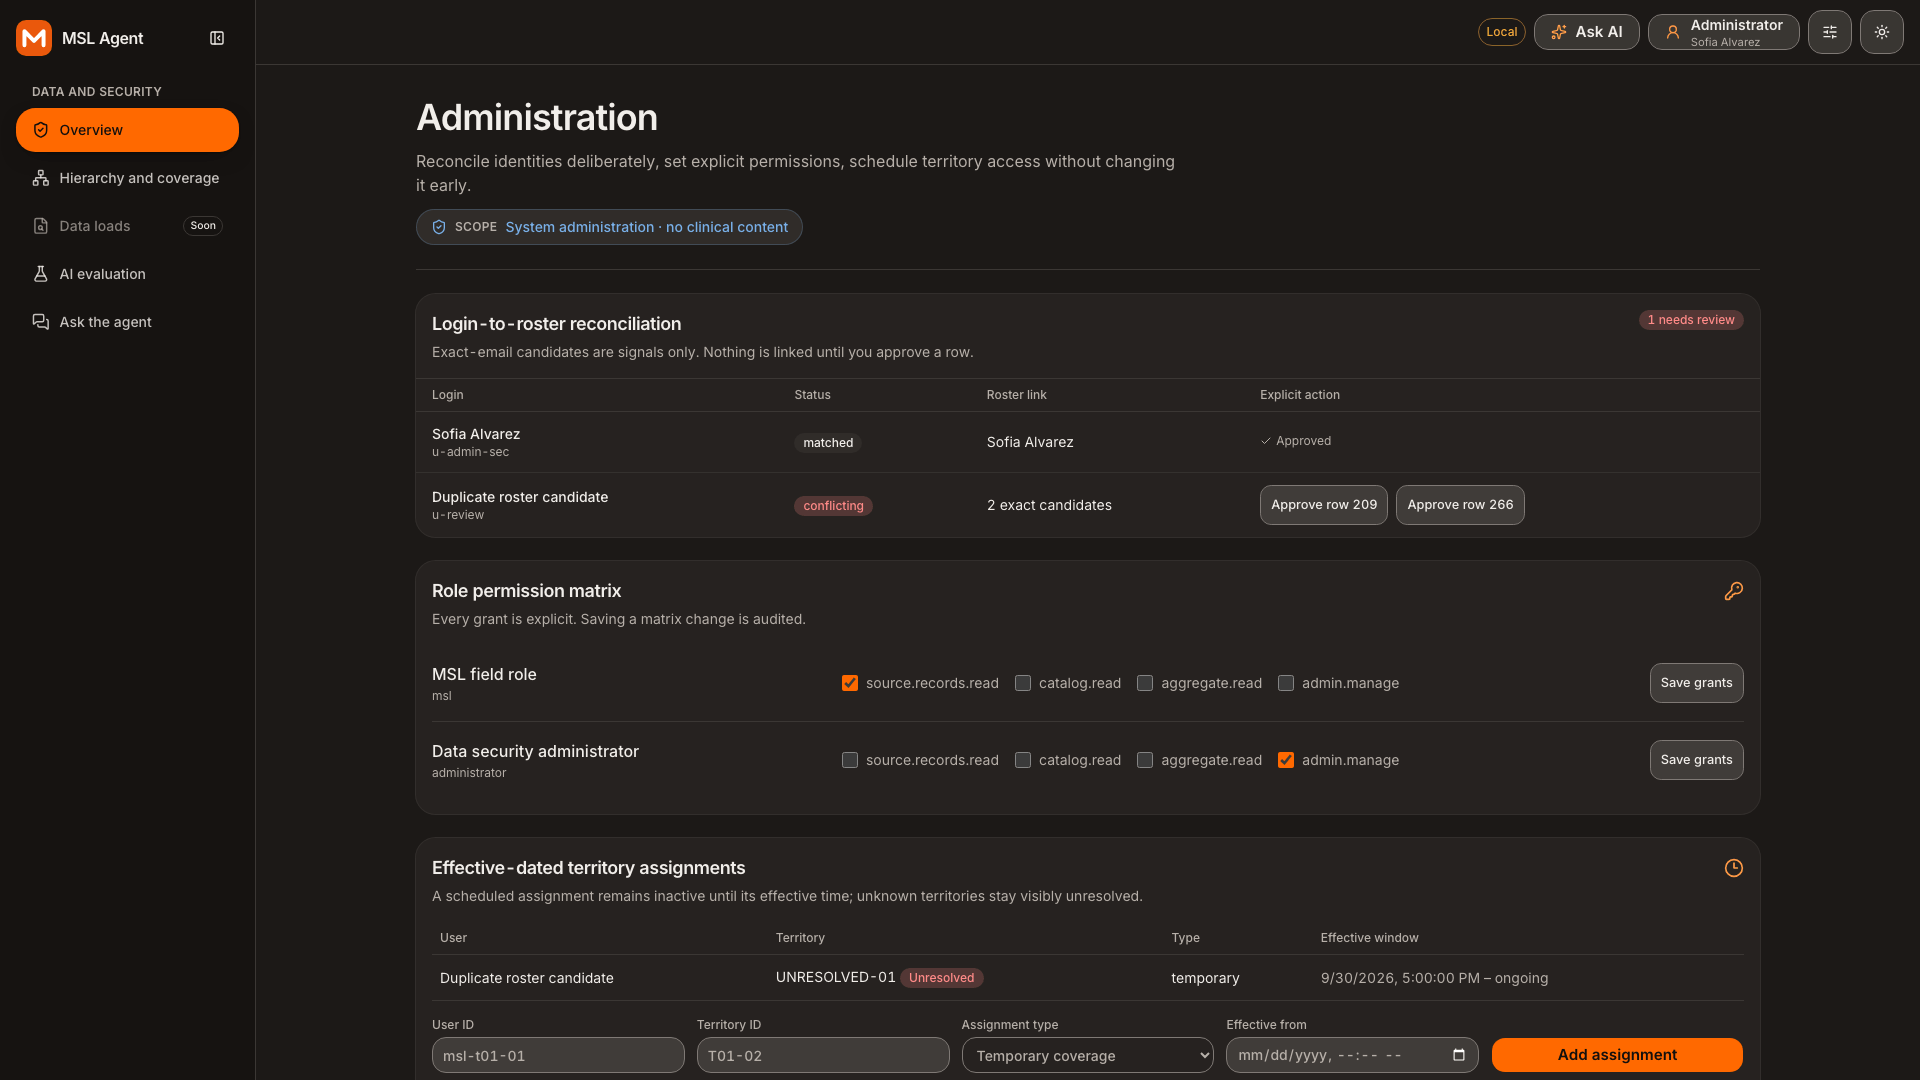 MSL Agent
DATA AND SECURITY
Overview
Hierarchy and coverage
Data loads Soon
AI evaluation
Ask the agent
Local
Ask AI
Administrator
Sofia Alvarez
Administration
Reconcile identities deliberately, set explicit permissions, schedule territory access without changing
it early.
SCOPE System administration · no clinical content
Login-to-roster reconciliation
1 needs review
Exact-email candidates are signals only. Nothing is linked until you approve a row.
Login Status Roster link Explicit action
Sofia Alvarez
u-admin-sec
matched
Sofia Alvarez
Approved
Duplicate roster candidate
u-review
conflicting
2 exact candidates
Approve row 209
Approve row 266
Role permission matrix
Every grant is explicit. Saving a matrix change is audited.
MSL field role
msl
source.records.read catalog.read aggregate.read admin.manage
Save grants
Data security administrator
administrator
source.records.read catalog.read aggregate.read admin.manage
Save grants
Effective-dated territory assignments
A scheduled assignment remains inactive until its effective time; unknown territories stay visibly unresolved.
User Territory Type Effective window
Duplicate roster candidate UNRESOLVED-01 Unresolved temporary 9/30/2026, 5:00:00 PM – ongoing
User ID Territory ID Assignment type Effective from
msl-t01-01 T01-02 Temporary coverage mm/dd/yyyy, --:-- -- Add assignment